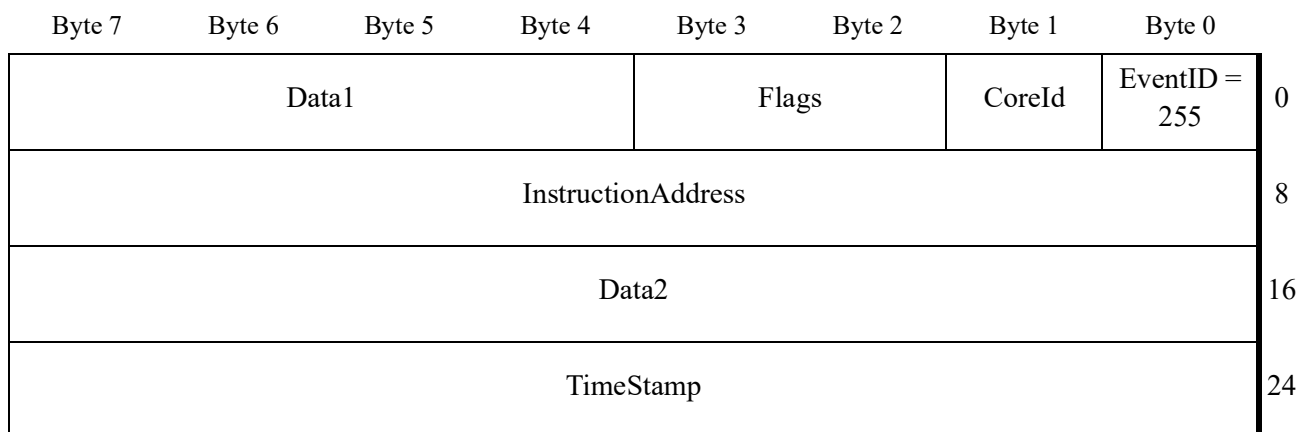 Byte 7 Byte 6 Byte 5 Byte 4 Byte 3 Byte 2 Byte 1 Byte 0
Data1 Flags CoreId EventID = 255 0
InstructionAddress 8
Data2 16
TimeStamp 24